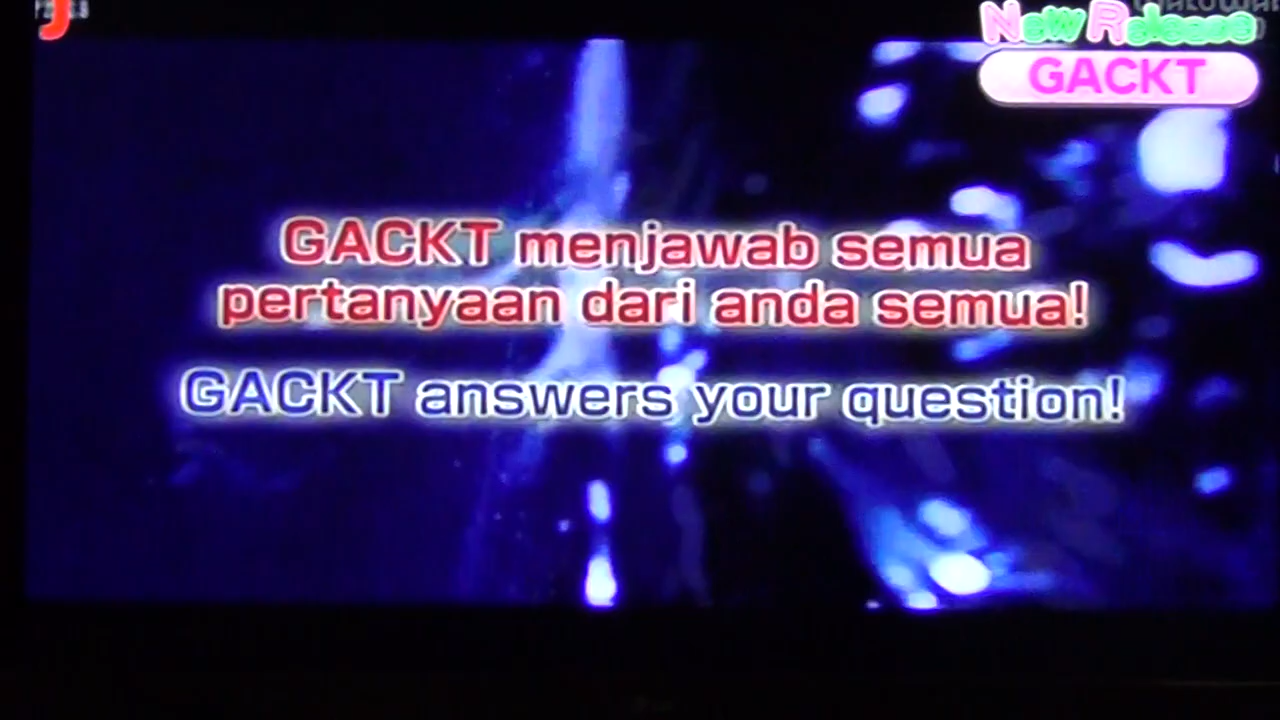 New Release
GACKT
GACKT menjawab semua
pertanyaan dari anda semua!
GACKT answers your question!